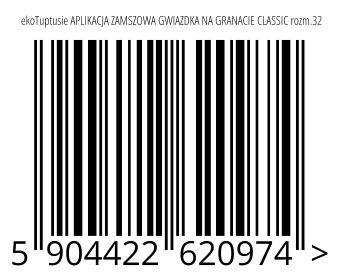 ekoTuptusie APLIKACJA ZAMSZOWA GWIAZDKA NA GRANACIE CLASSIC rozm.32
5 904422 620974 >